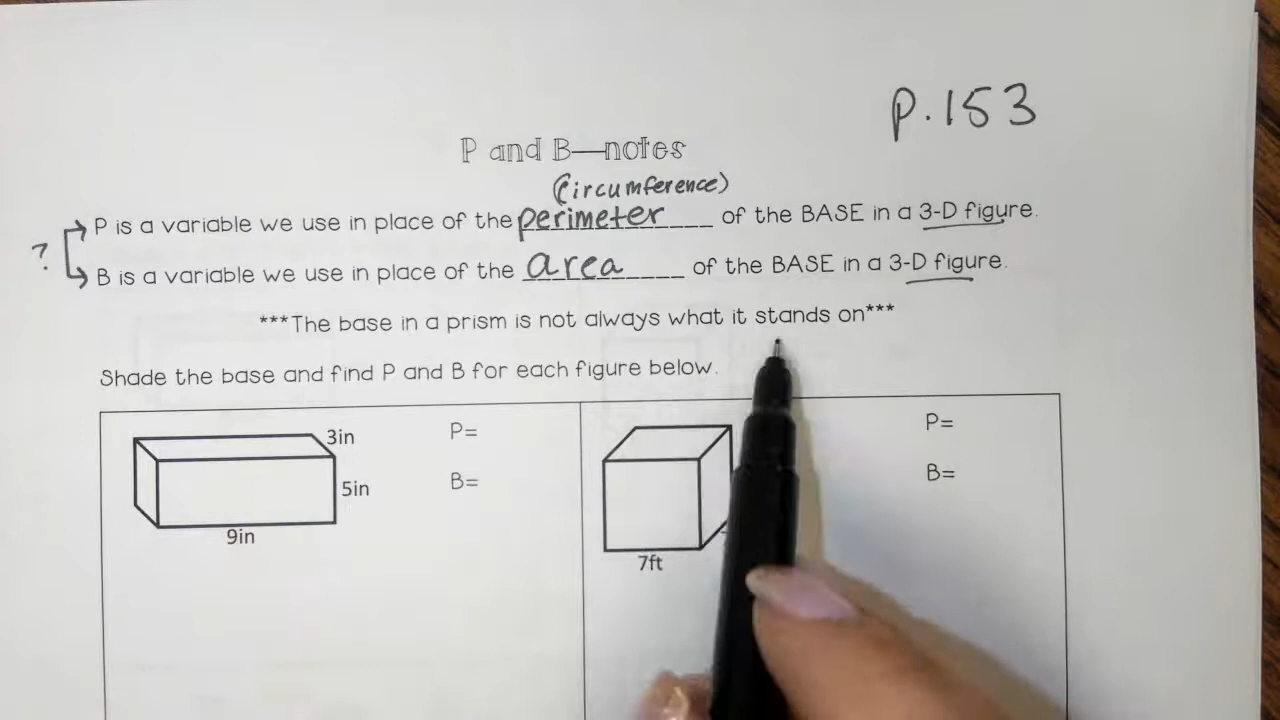 p.153
P and B—notes
(circumference)
P is a variable we use in place of the perimeter____ of the BASE in a 3-D figure.
?
B is a variable we use in place of the _area_____ of the BASE in a 3-D figure.
***The base in a prism is not always what it stands on***
Shade the base and find P and B for each figure below.
3in
P=
P=
5in
B=
B=
9in
7ft